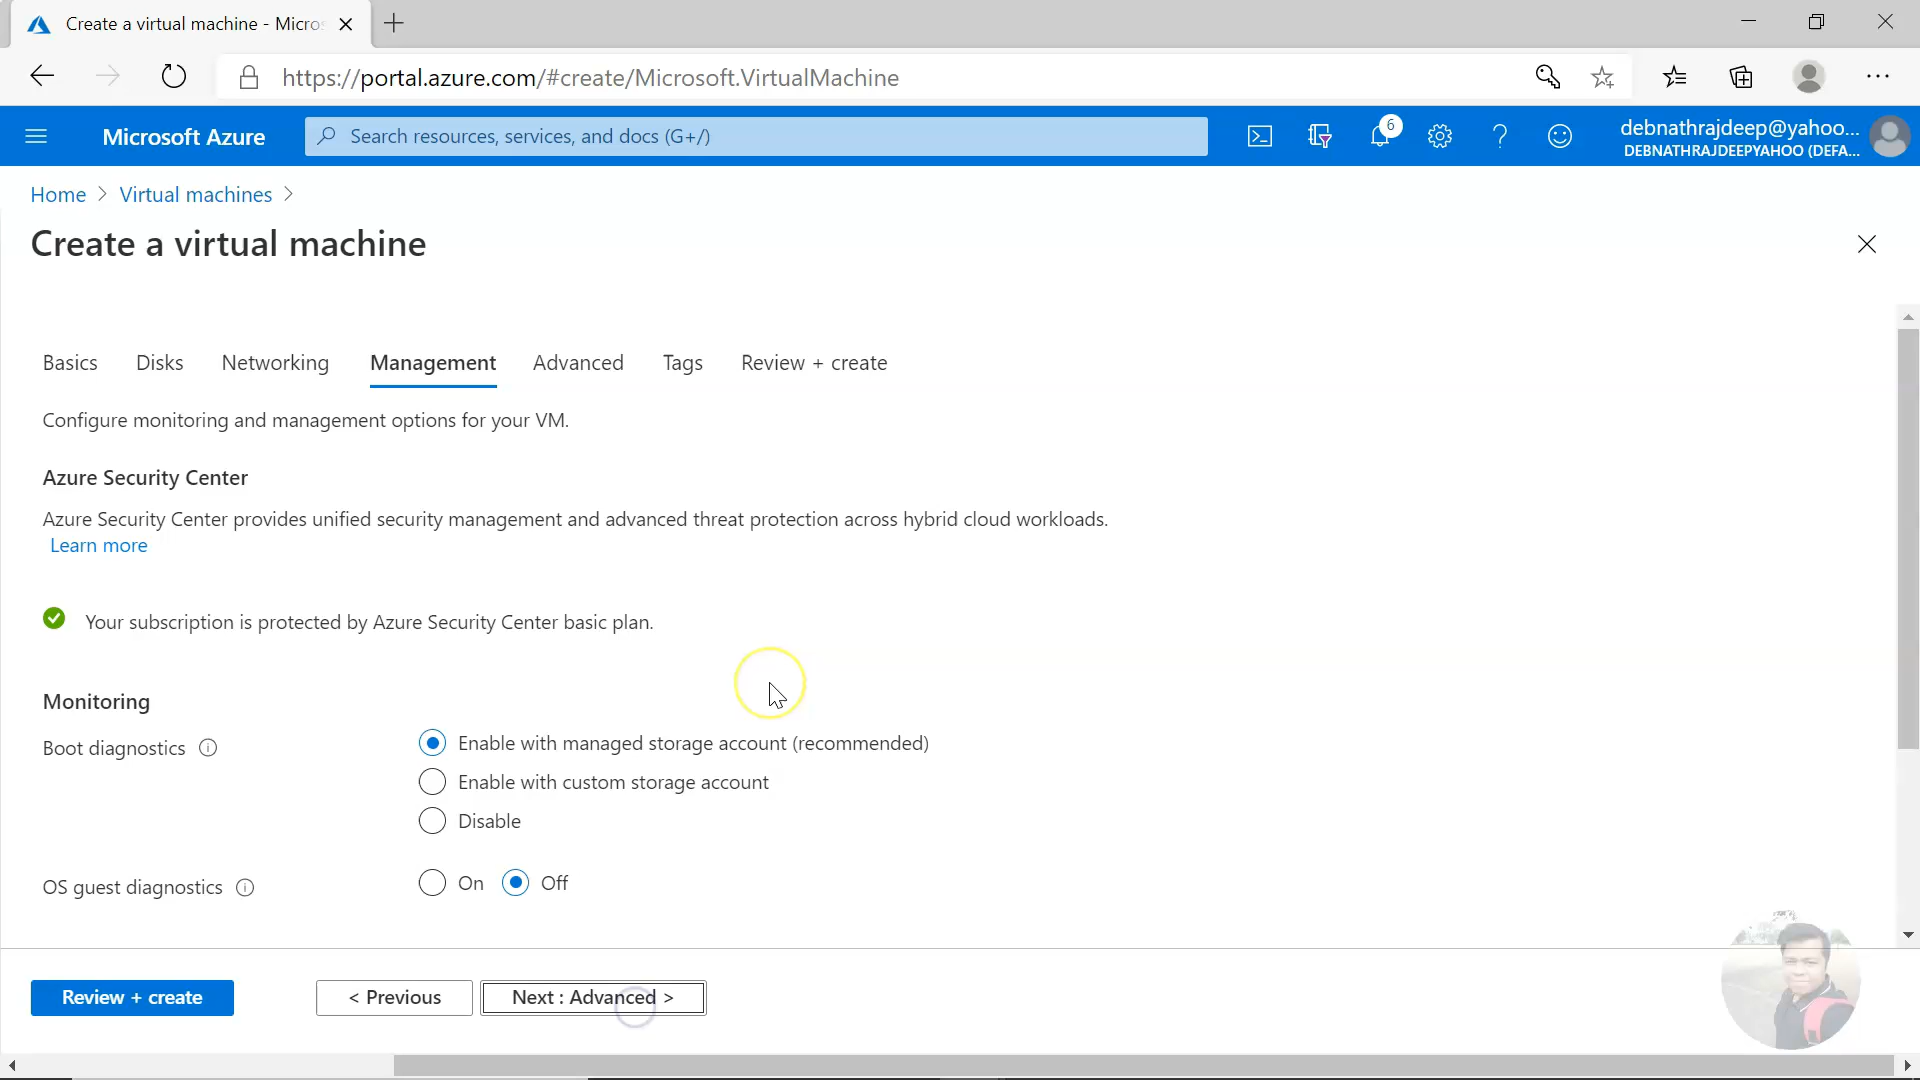 Create a virtual machine - Micros
https://portal.azure.com/#create/Microsoft.VirtualMachine
Microsoft Azure
Search resources, services, and docs (G+/)
6
debnathrajdeep@yahoo...
DEBNATHRAJDEEPYAHOO (DEFA...
Home > Virtual machines >
Create a virtual machine
Basics Disks Networking Management Advanced Tags Review + create
Configure monitoring and management options for your VM.
Azure Security Center
Azure Security Center provides unified security management and advanced threat protection across hybrid cloud workloads.
Learn more
Your subscription is protected by Azure Security Center basic plan.
Monitoring
Boot diagnostics
Enable with managed storage account (recommended)
Enable with custom storage account
Disable
OS guest diagnostics
On Off
Review + create < Previous Next : Advanced >